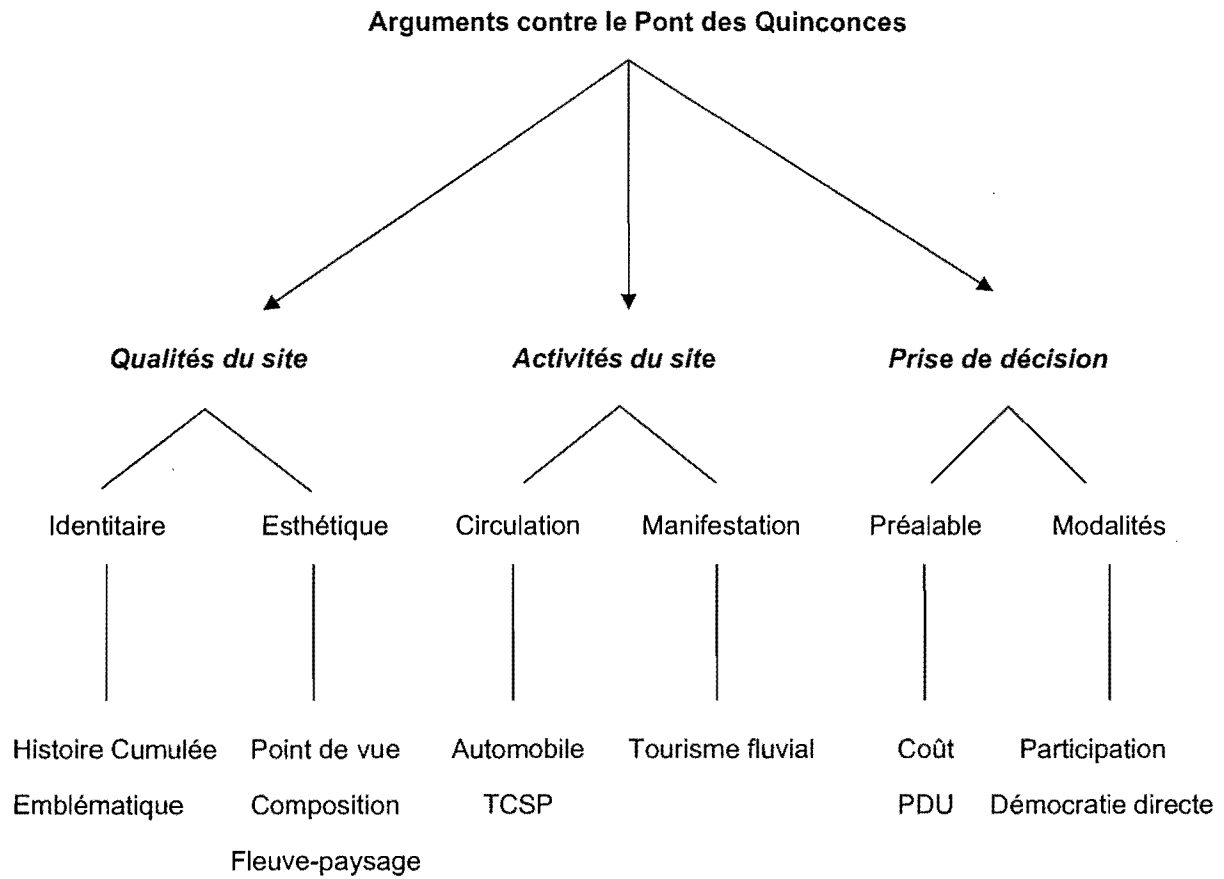 Arguments contre le Pont des Quinconces
Qualités du site Activités du site Prise de décision
Identitaire Esthétique Circulation Manifestation Préalable Modalités
Histoire Cumulée Point de vue Automobile Tourisme fluvial Coût Participation
Emblématique Composition TCSP PDU Démocratie directe
Fleuve-paysage